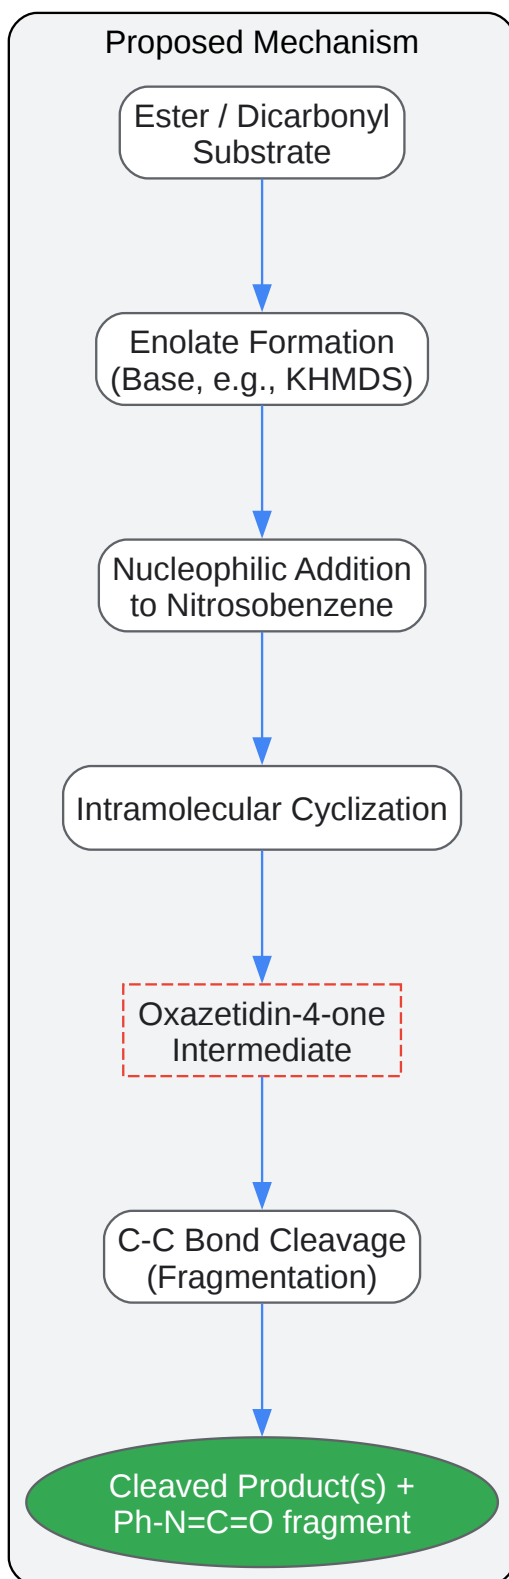 Proposed Mechanism
Ester / Dicarbonyl
Substrate
Enolate Formation
(Base, e.g., KHMDS)
Nucleophilic Addition
to Nitrosobenzene
Intramolecular Cyclization
Oxazetidin-4-one
Intermediate
C-C Bond Cleavage
(Fragmentation)
Cleaved Product(s) +
Ph-N=C=O fragment